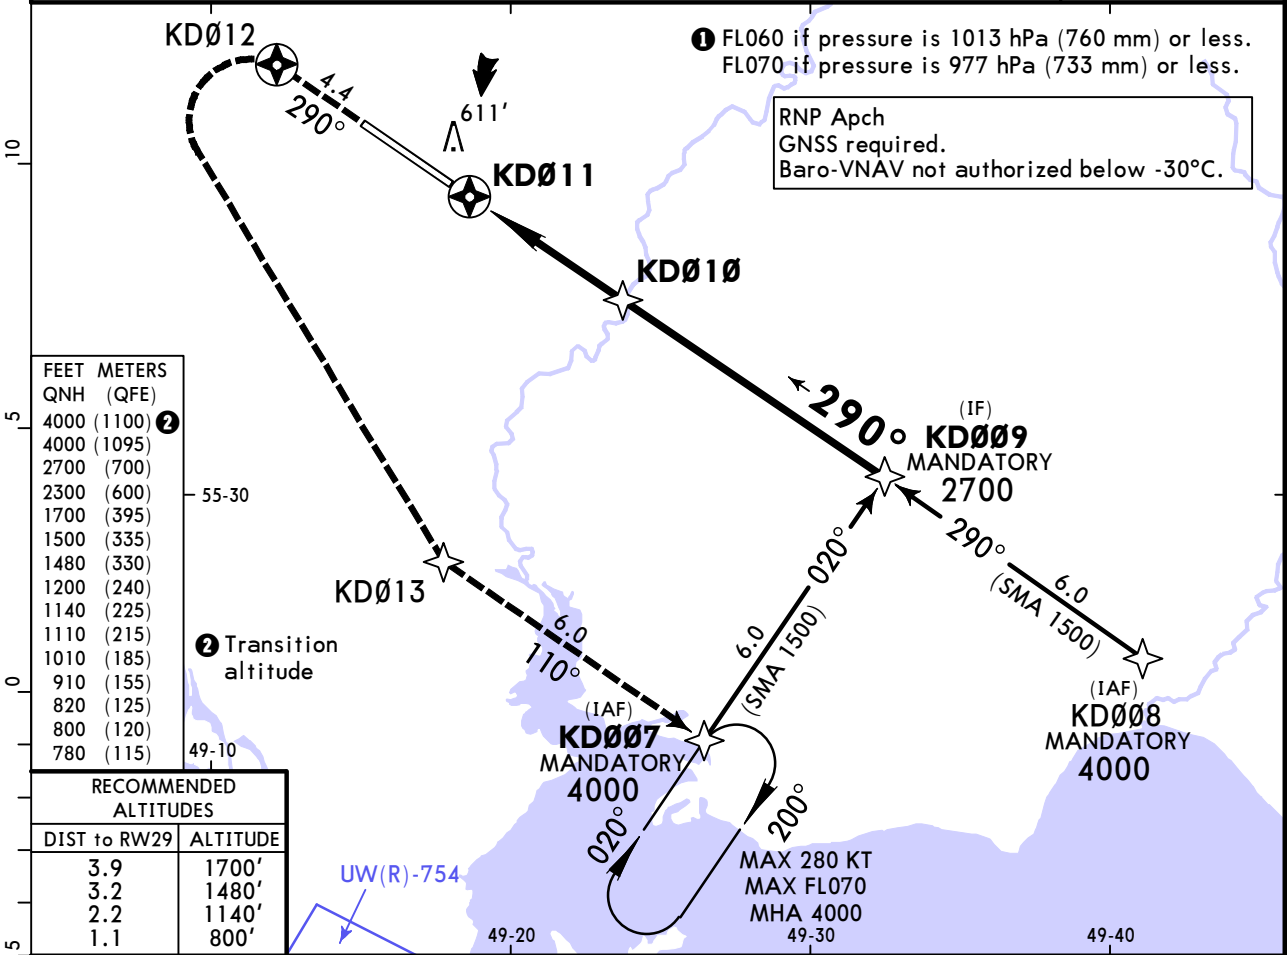 KDØ12
❶ FL060 if pressure is 1013 hPa (760 mm) or less.
FL070 if pressure is 977 hPa (733 mm) or less.
4.4
290°
611'
RNP Apch
GNSS required.
Baro-VNAV not authorized below -30°C.
10
KDØ11
KDØ1Ø
FEET METERS
QNH (QFE)
4000 (1100) ❷
4000 (1095)
2700 (700)
2300 (600)
1700 (395)
1500 (335)
1480 (330)
1200 (240)
1140 (225)
1110 (215)
1010 (185)
910 (155)
820 (125)
800 (120)
780 (115)
5
290°
(IF)
KDØØ9
MANDATORY
2700
55-30
290°
6.0
(SMA 1500)
020°
6.0
(SMA 1500)
KDØ13
6.0
110°
❷ Transition
altitude
0
(IAF)
KDØØ7
MANDATORY
4000
(IAF)
KDØØ8
MANDATORY
4000
49-10
RECOMMENDED
ALTITUDES
DIST to RW29 ALTITUDE
3.9 1700'
3.2 1480'
2.2 1140'
1.1 800'
020°
200°
MAX 280 KT
MAX FL070
MHA 4000
UW(R)-754
5
49-20
49-30
49-40